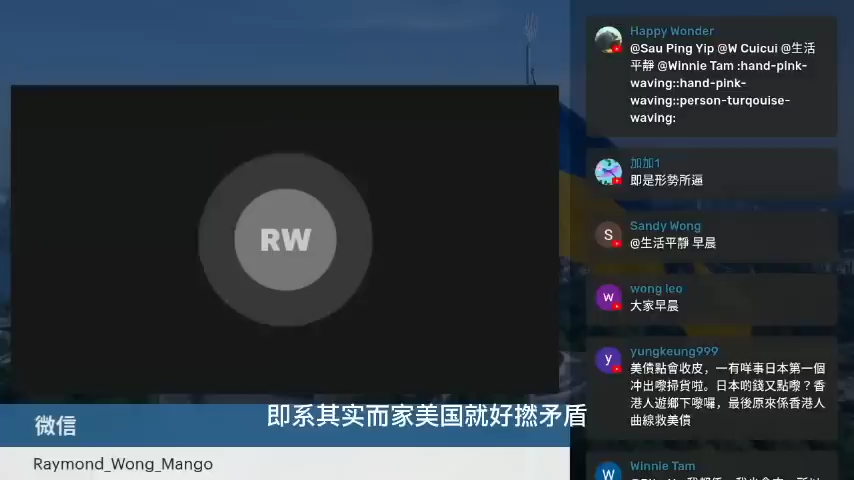 RW
即系其实而家美国就好撚矛盾
微信
Raymond_Wong_Mango
Happy Wonder
@Sau Ping Yip @W Cuicui @生活
平靜 @Winnie Tam :hand-pink-
waving::hand-pink-
waving::person-turqouise-
waving:
加加1
即是形勢所逼
S
Sandy Wong
@生活平靜 早晨
w
wong leo
大家早晨
y
yungkeung999
美債點會收皮，一有咩事日本第一個
冲出嚟掃貨啦。日本啲錢又點嚟？香
港人遊鄉下嚟囉，最後原來係香港人
曲線救美債
W
Winnie Tam